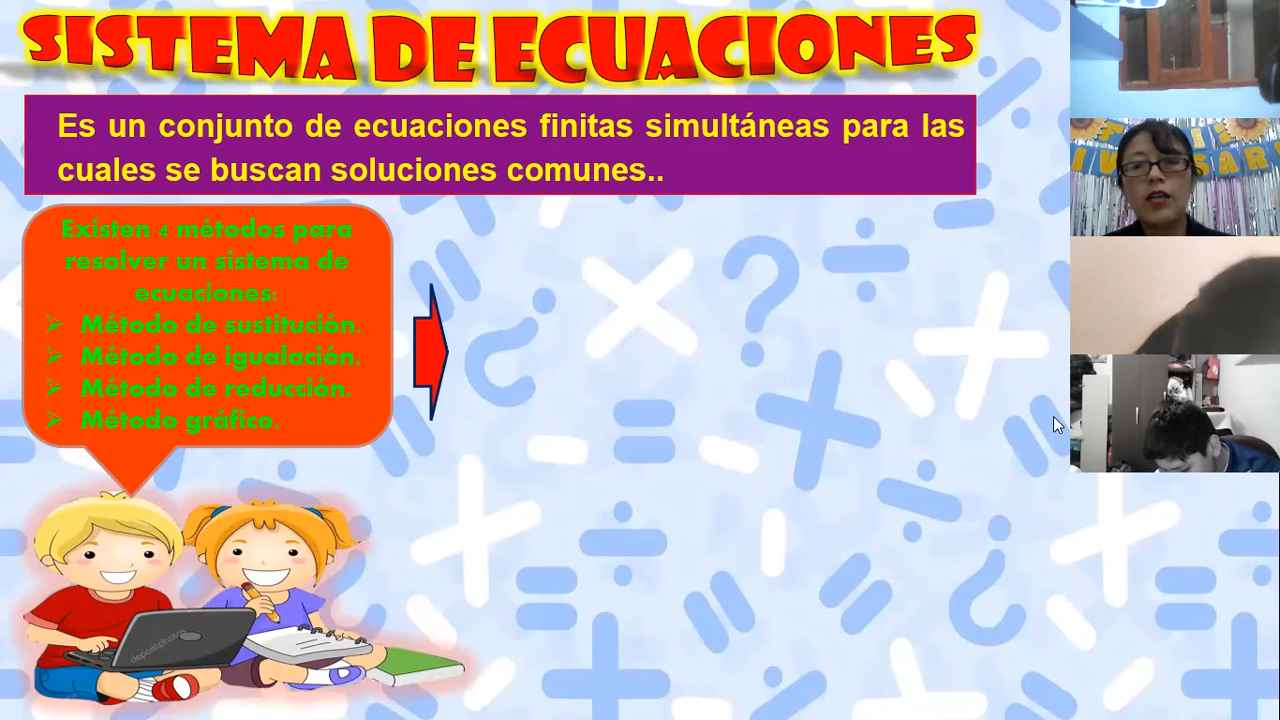 SISTEMA DE ECUACIONES
Es un conjunto de ecuaciones finitas simultáneas para las
cuales se buscan soluciones comunes..
Existen 4 métodos para
resolver un sistema de
ecuaciones:
➢ Método de sustitución.
➢ Método de igualación.
➢ Método de reducción.
➢ Método gráfico.
depositphotos